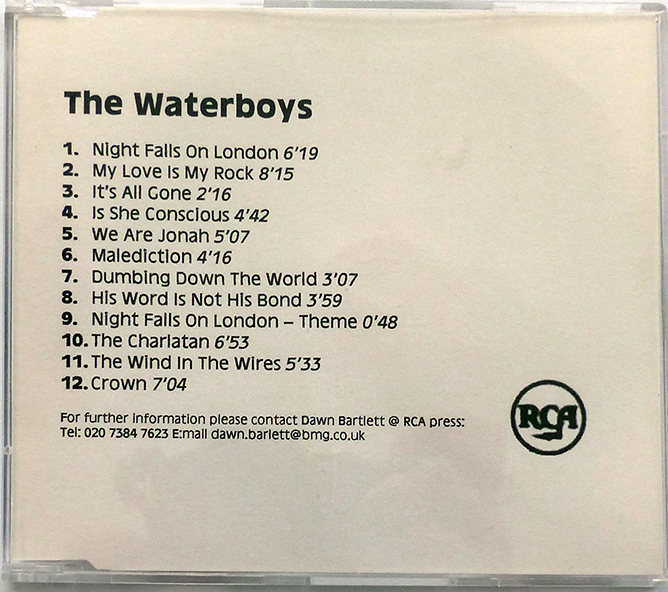 The Waterboys
1. Night Falls On London 6'19
2. My Love Is My Rock 8'15
3. It's All Gone 2'16
4. Is She Conscious 4'42
5. We Are Jonah 5'07
6. Malediction 4'16
7. Dumbing Down The World 3'07
8. His Word Is Not His Bond 3'59
9. Night Falls On London – Theme 0'48
10. The Charlatan 6'53
11. The Wind In The Wires 5'33
12. Crown 7'04
For further information please contact Dawn Bartlett @ RCA press:
Tel: 020 7384 7623 E:mail dawn.barlett@bmg.co.uk
RCA